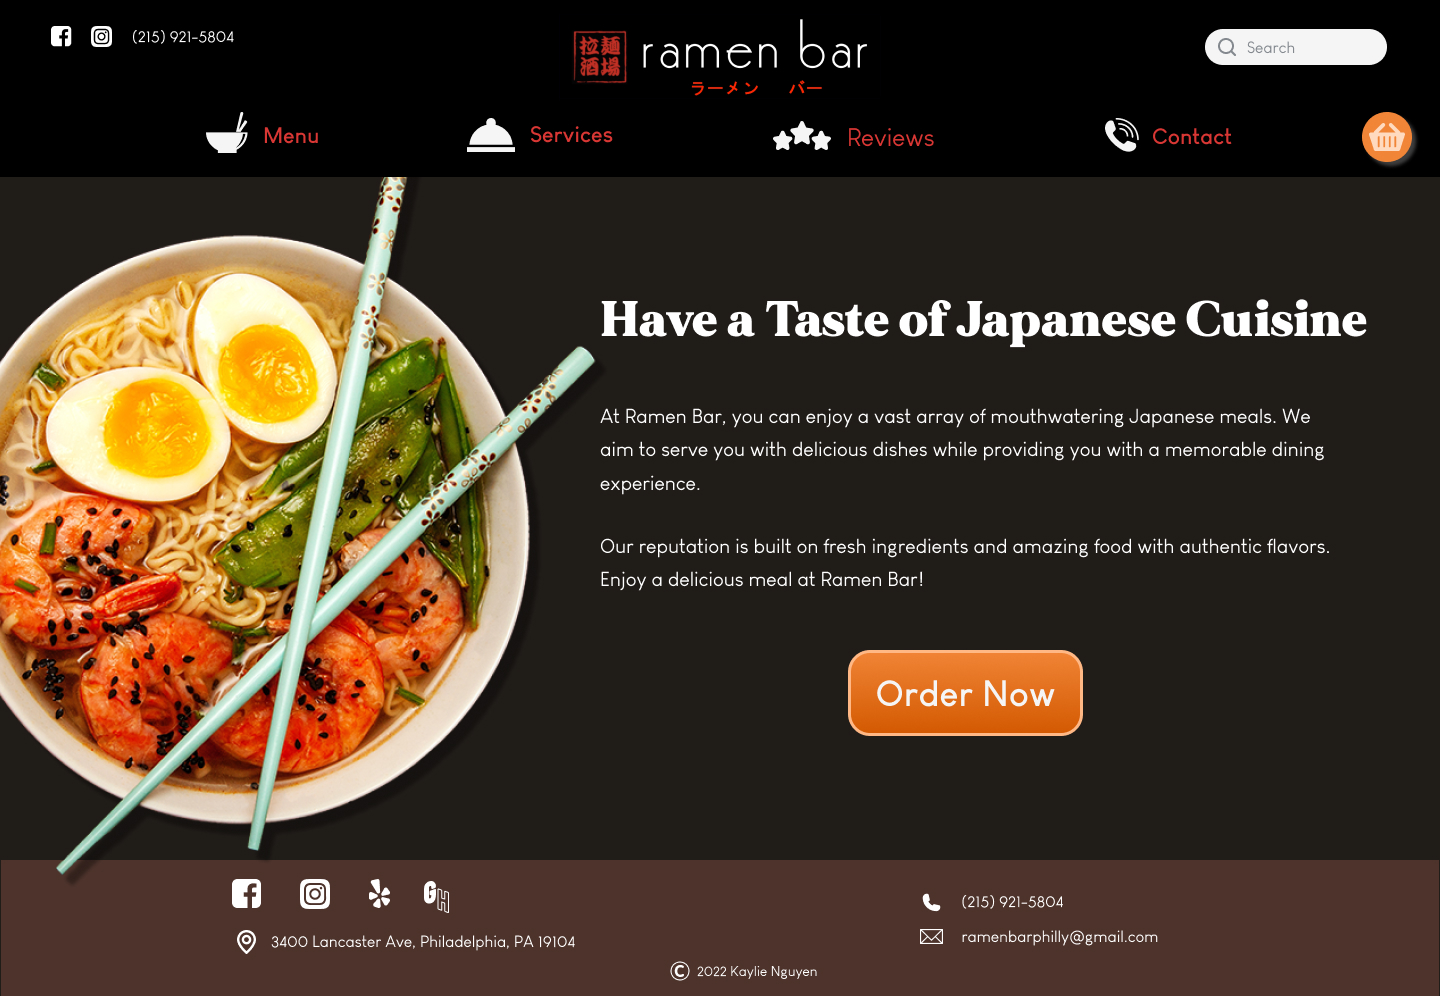 (215) 921-5804
拉麺
酒場
ramen bar
ラーメン バー
Search
Menu
Services
Reviews
Contact
Have a Taste of Japanese Cuisine
At Ramen Bar, you can enjoy a vast array of mouthwatering Japanese meals. We
aim to serve you with delicious dishes while providing you with a memorable dining
experience.
Our reputation is built on fresh ingredients and amazing food with authentic flavors.
Enjoy a delicious meal at Ramen Bar!
Order Now
GH
(215) 921-5804
3400 Lancaster Ave, Philadelphia, PA 19104
ramenbarphilly@gmail.com
© 2022 Kaylie Nguyen